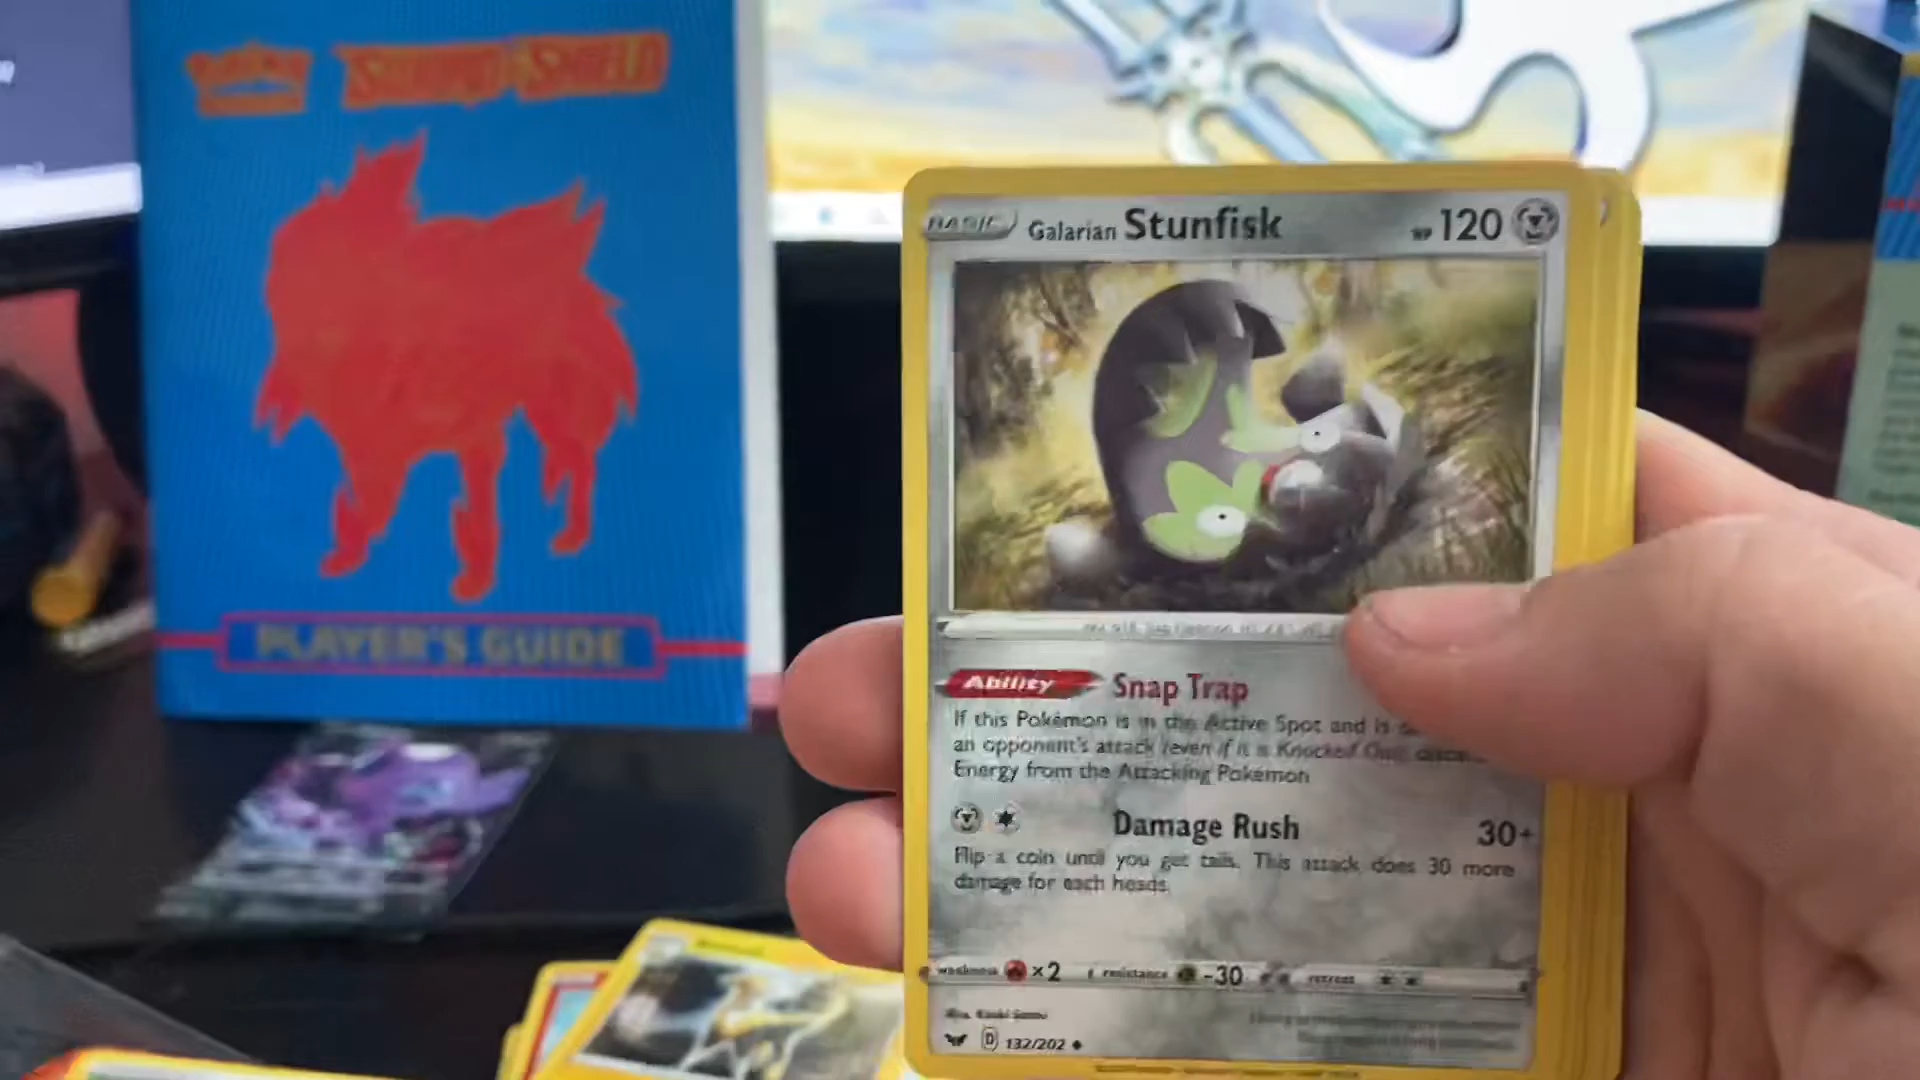 Pokémon SWORD & SHIELD
PLAYER'S GUIDE
BASIC Galarian Stunfisk HP 120
Ability Snap Trap
If this Pokémon is in the Active Spot and is
an opponent's attack (even if it is Knocked Out)
Energy from the Attacking Pokémon
Damage Rush 30+
Flip a coin until you get tails. This attack does 30 more
damage for each heads.
weakness ×2 resistance -30 retreat
Illus.
D 132/202